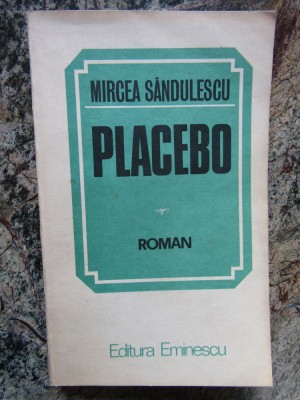 MIRCEA SÂNDULESCU
PLACEBO
ROMAN
Editura Eminescu